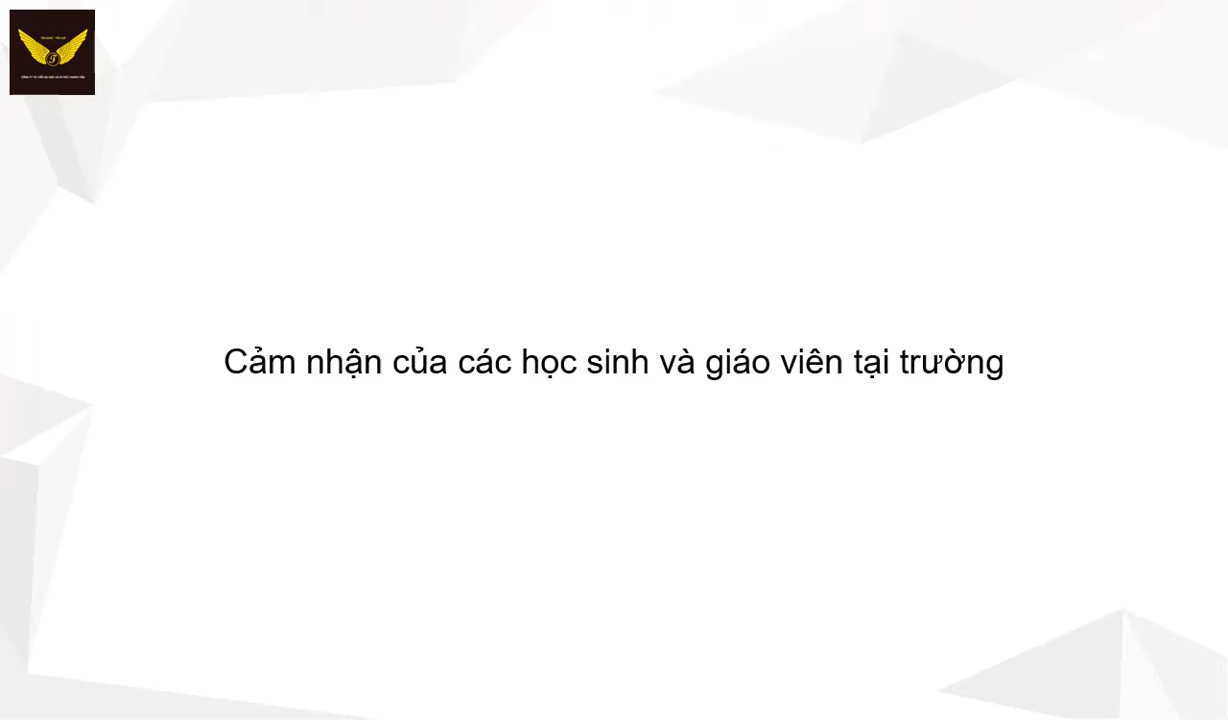 Cảm nhận của các học sinh và giáo viên tại trường